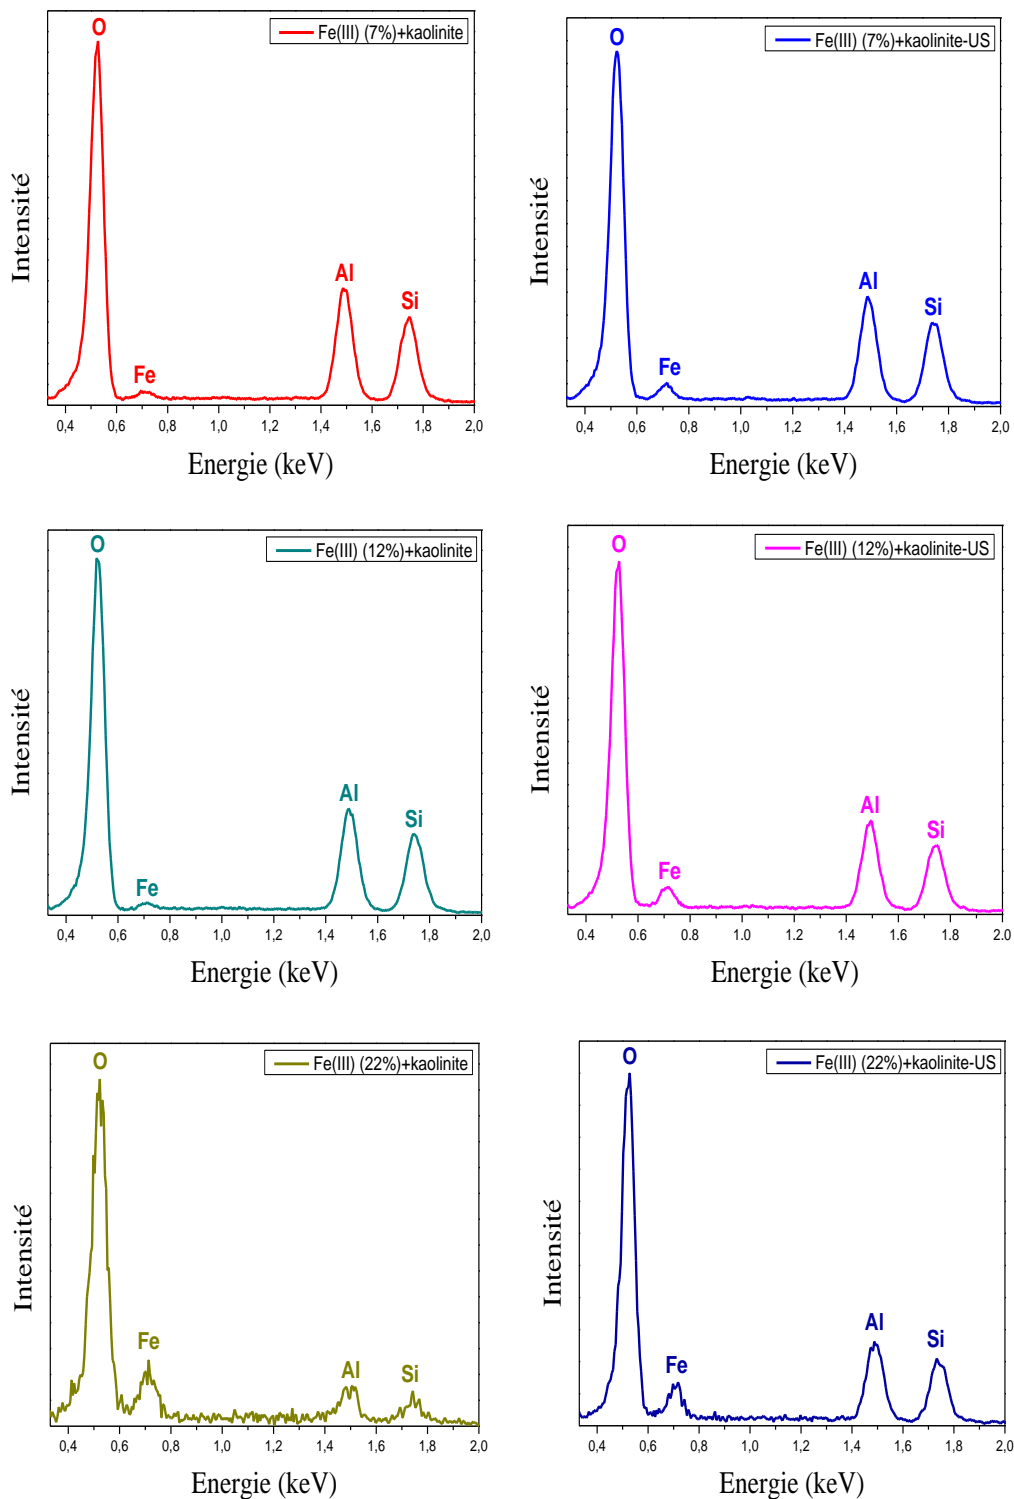 O
Fe(III) (7%)+kaolinite
Intensité
Al
Si
Fe
0,4 0,6 0,8 1,0 1,2 1,4 1,6 1,8 2,0
Energie (keV)
O
Fe(III) (7%)+kaolinite-US
Intensité
Al
Si
Fe
0,4 0,6 0,8 1,0 1,2 1,4 1,6 1,8 2,0
Energie (keV)
O
Fe(III) (12%)+kaolinite
Intensité
Al
Si
Fe
0,4 0,6 0,8 1,0 1,2 1,4 1,6 1,8 2,0
Energie (keV)
O
Fe(III) (12%)+kaolinite-US
Intensité
Al
Si
Fe
0.4 0.6 0.8 1.0 1.2 1.4 1.6 1.8 2.0
Energie (keV)
O
Fe(III) (22%)+kaolinite
Intensité
Fe
Al
Si
0,4 0,6 0,8 1,0 1,2 1,4 1,6 1,8 2,0
Energie (keV)
O
Fe(III) (22%)+kaolinite-US
Intensité
Al
Si
Fe
0,4 0,6 0,8 1,0 1,2 1,4 1,6 1,8 2,0
Energie (keV)